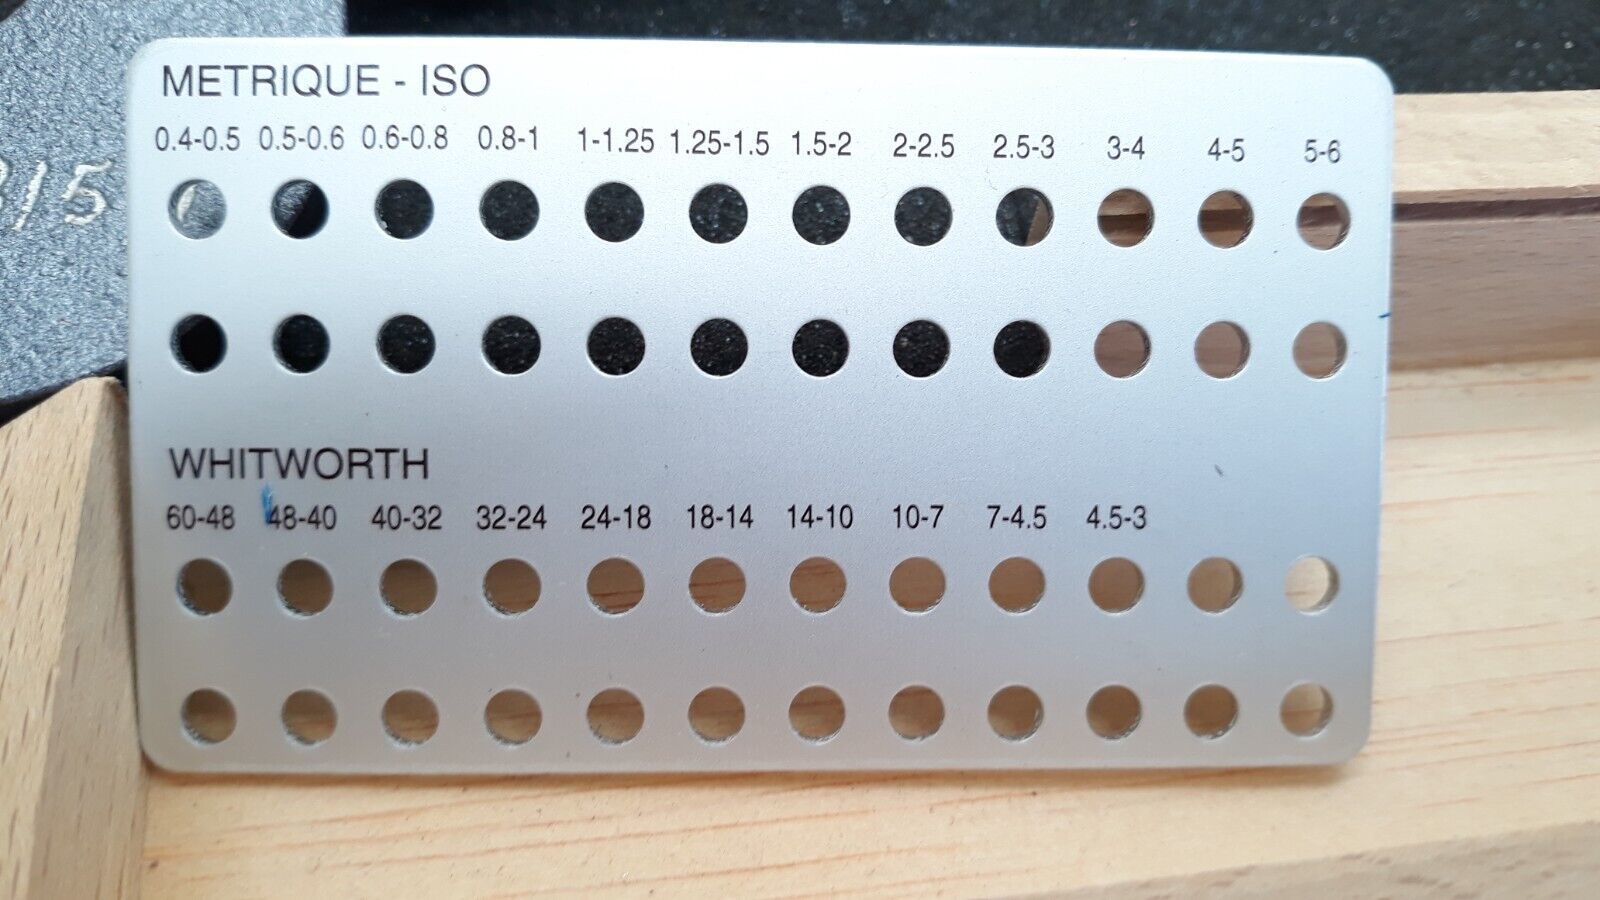 METRIQUE - ISO
0.4-0.5 0.5-0.6 0.6-0.8 0.8-1 1-1.25 1.25-1.5 1.5-2 2-2.5 2.5-3 3-4 4-5 5-6
WHITWORTH
60-48 48-40 40-32 32-24 24-18 18-14 14-10 10-7 7-4.5 4.5-3